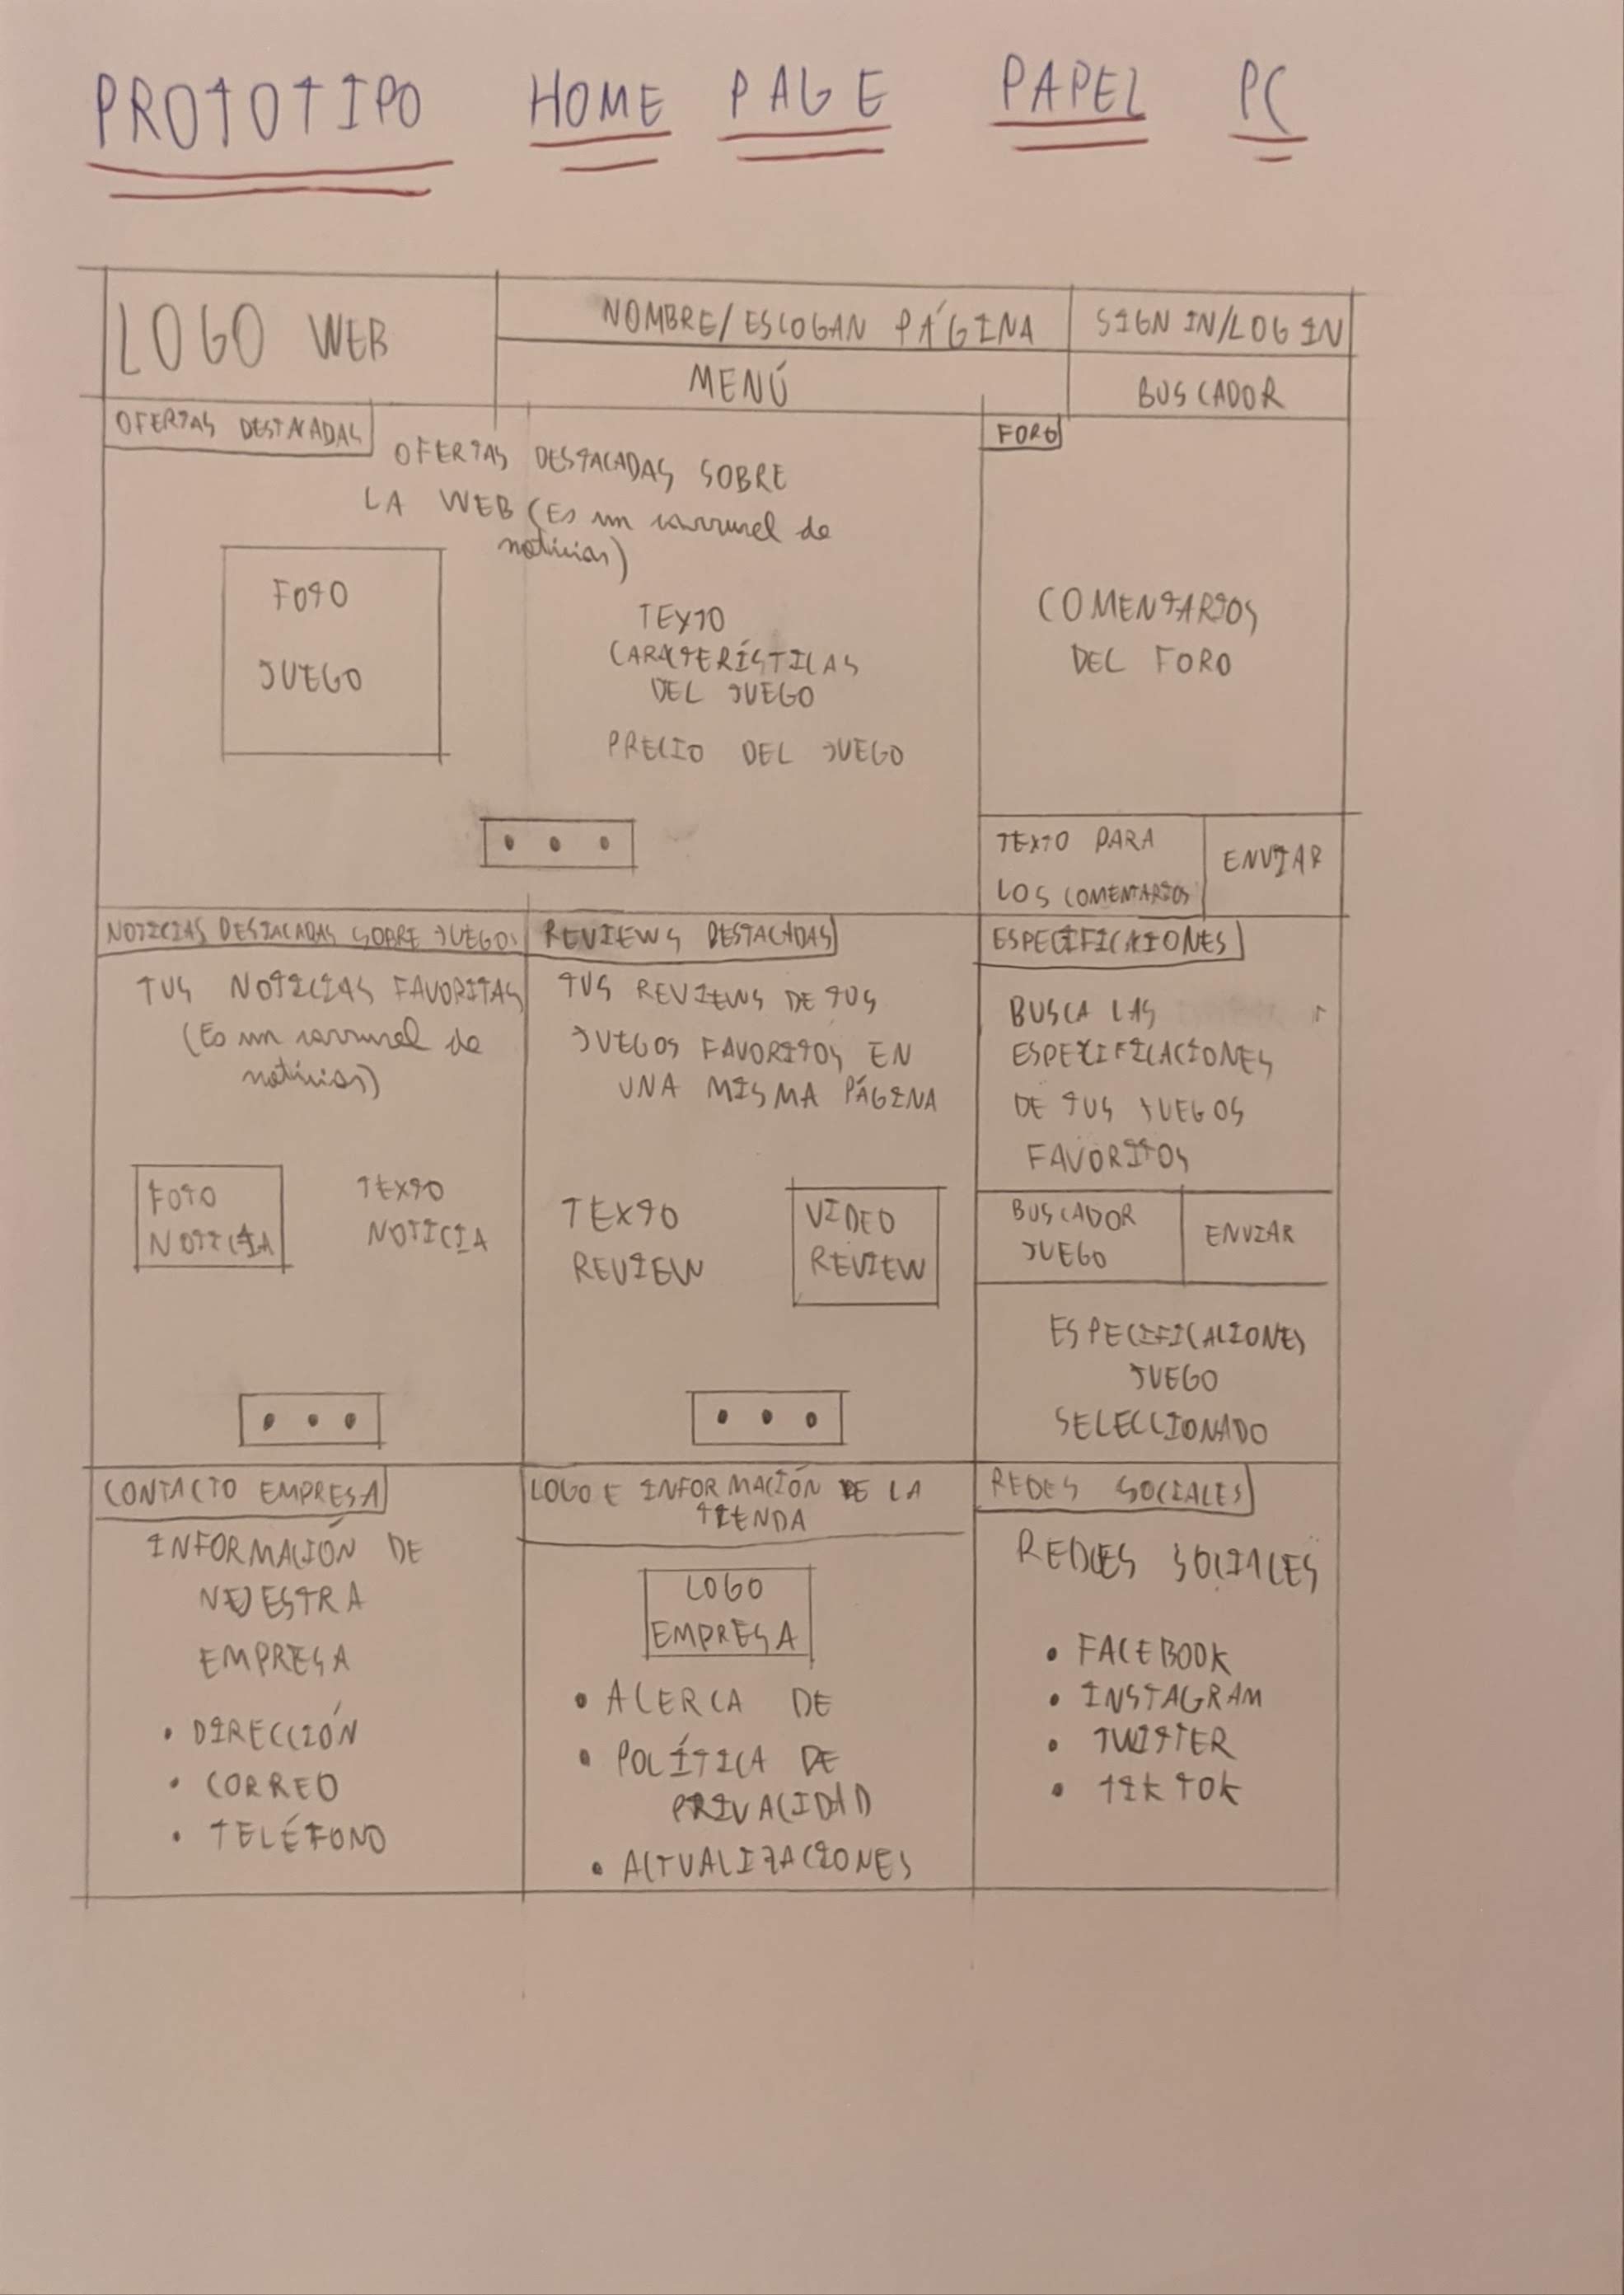 PROTOTIPO HOME PAGE PAPEL PC
LOGO WEB
NOMBRE/ESCOGAN PÁGINA
SIGN IN/LOG IN
MENÚ
BUSCADOR
OFERTAS DESTACADAS
OFERTAS DESTACADAS SOBRE
LA WEB (Es un carrusel de
noticias)
FOTO
JUEGO
TEXTO
CARACTERÍSTICAS
DEL JUEGO
PRECIO DEL JUEGO
FORO
COMENTARIOS
DEL FORO
TEXTO PARA
LOS COMENTARIOS
ENVIAR
NOTICIAS DESTACADAS SOBRE JUEGOS
TUS NOTICIAS FAVORITAS
(Es un carrusel de
noticias)
FOTO
NOTICIA
TEXTO
NOTICIA
REVIEWS DESTACADAS
TUS REVIEWS DE TUS
JUEGOS FAVORITOS EN
UNA MISMA PÁGINA
TEXTO
REVIEW
VIDEO
REVIEW
ESPECIFICACIONES
BUSCA LAS
ESPECIFICACIONES
DE TUS JUEGOS
FAVORITOS
BUSCADOR
JUEGO
ENVIAR
ESPECIFICACIONES
JUEGO
SELECCIONADO
CONTACTO EMPRESA
INFORMACIÓN DE
NUESTRA
EMPRESA
• DIRECCIÓN
• CORREO
• TELÉFONO
LOGO E INFORMACIÓN DE LA
TIENDA
LOGO
EMPRESA
• ACERCA DE
• POLÍTICA DE
PRIVACIDAD
• ACTUALIZACIONES
REDES SOCIALES
REDES SOCIALES
• FACEBOOK
• INSTAGRAM
• TWITTER
• TIKTOK